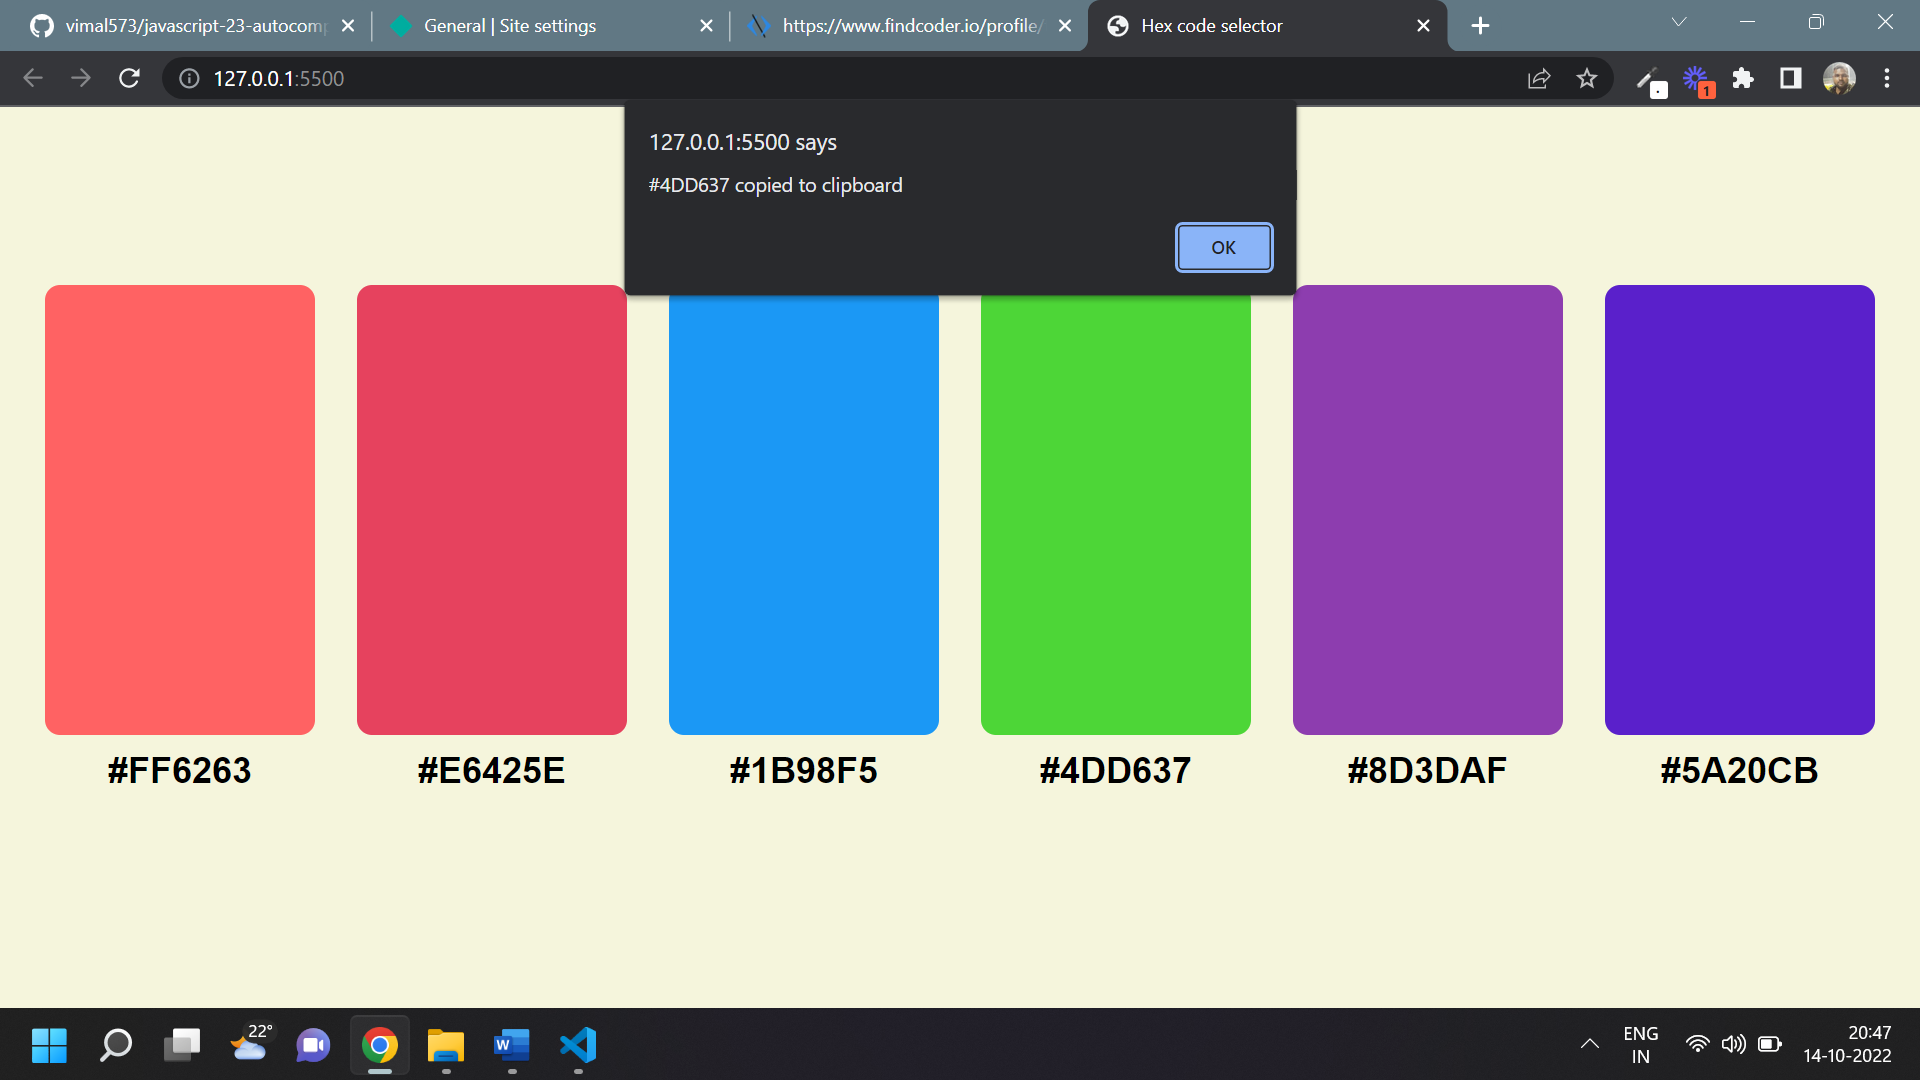 vimal573/javascript-23-autocomp
General | Site settings
https://www.findcoder.io/profile/
Hex code selector
127.0.0.1:5500
1
127.0.0.1:5500 says
#4DD637 copied to clipboard
OK
#FF6263
#E6425E
#1B98F5
#4DD637
#8D3DAF
#5A20CB
22°
W
ENG
IN
20:47
14-10-2022